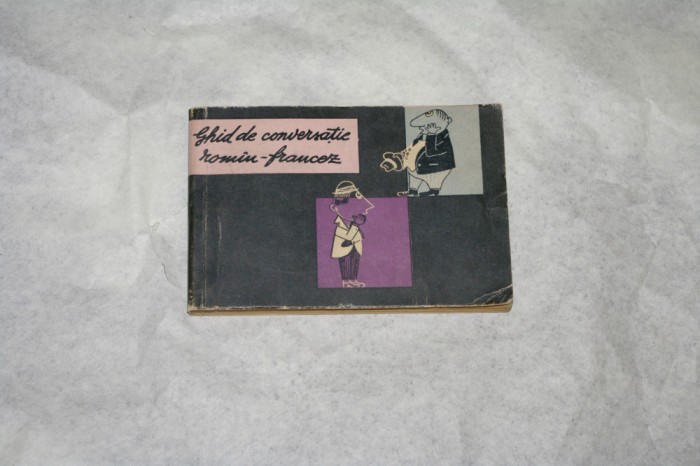 Ghid de conversație
romîn-francez